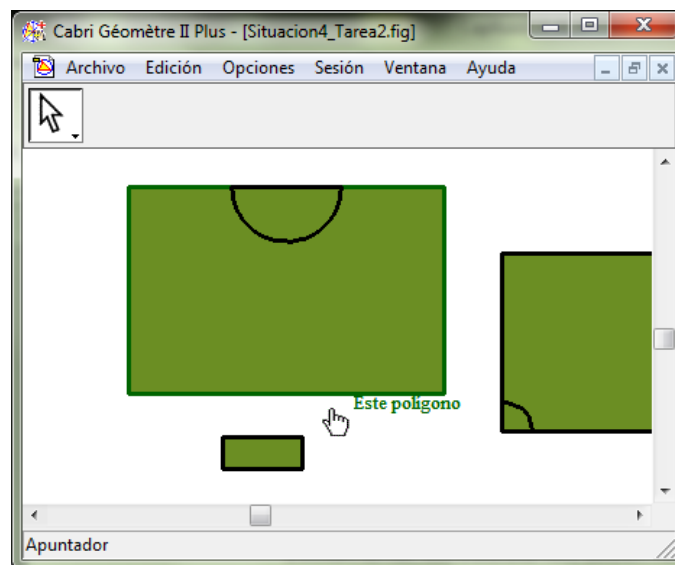 Cabri Géomètre II Plus - [Situacion4_Tarea2.fig]
Archivo Edición Opciones Sesión Ventana Ayuda
Este polígono
Apuntador